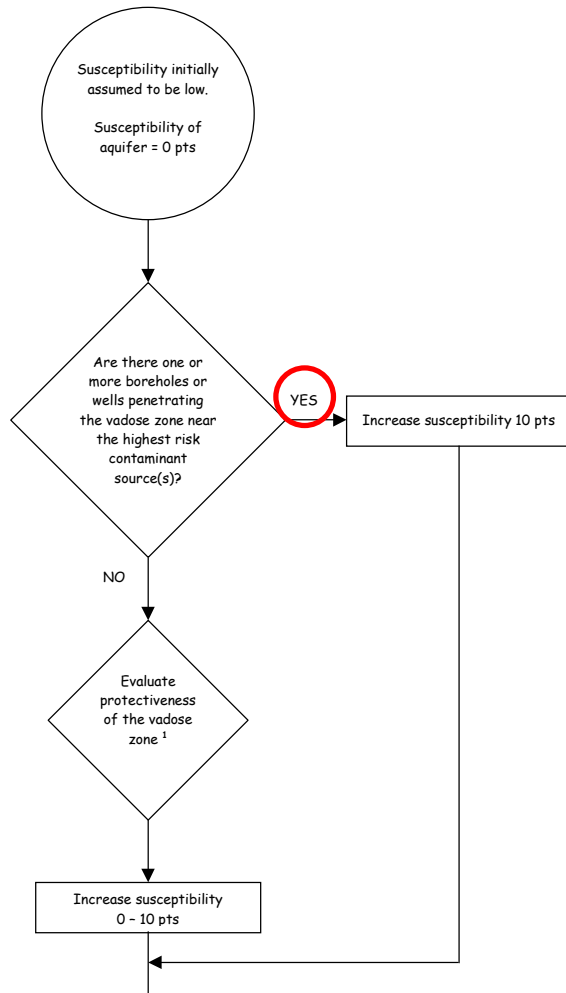 Susceptibility initially
assumed to be low.
Susceptibility of
aquifer = 0 pts
Are there one or
more boreholes or
wells penetrating
the vadose zone near
the highest risk
contaminant
source(s)?
YES
Increase susceptibility 10 pts
NO
Evaluate
protectiveness
of the vadose
zone ¹
Increase susceptibility
0 – 10 pts